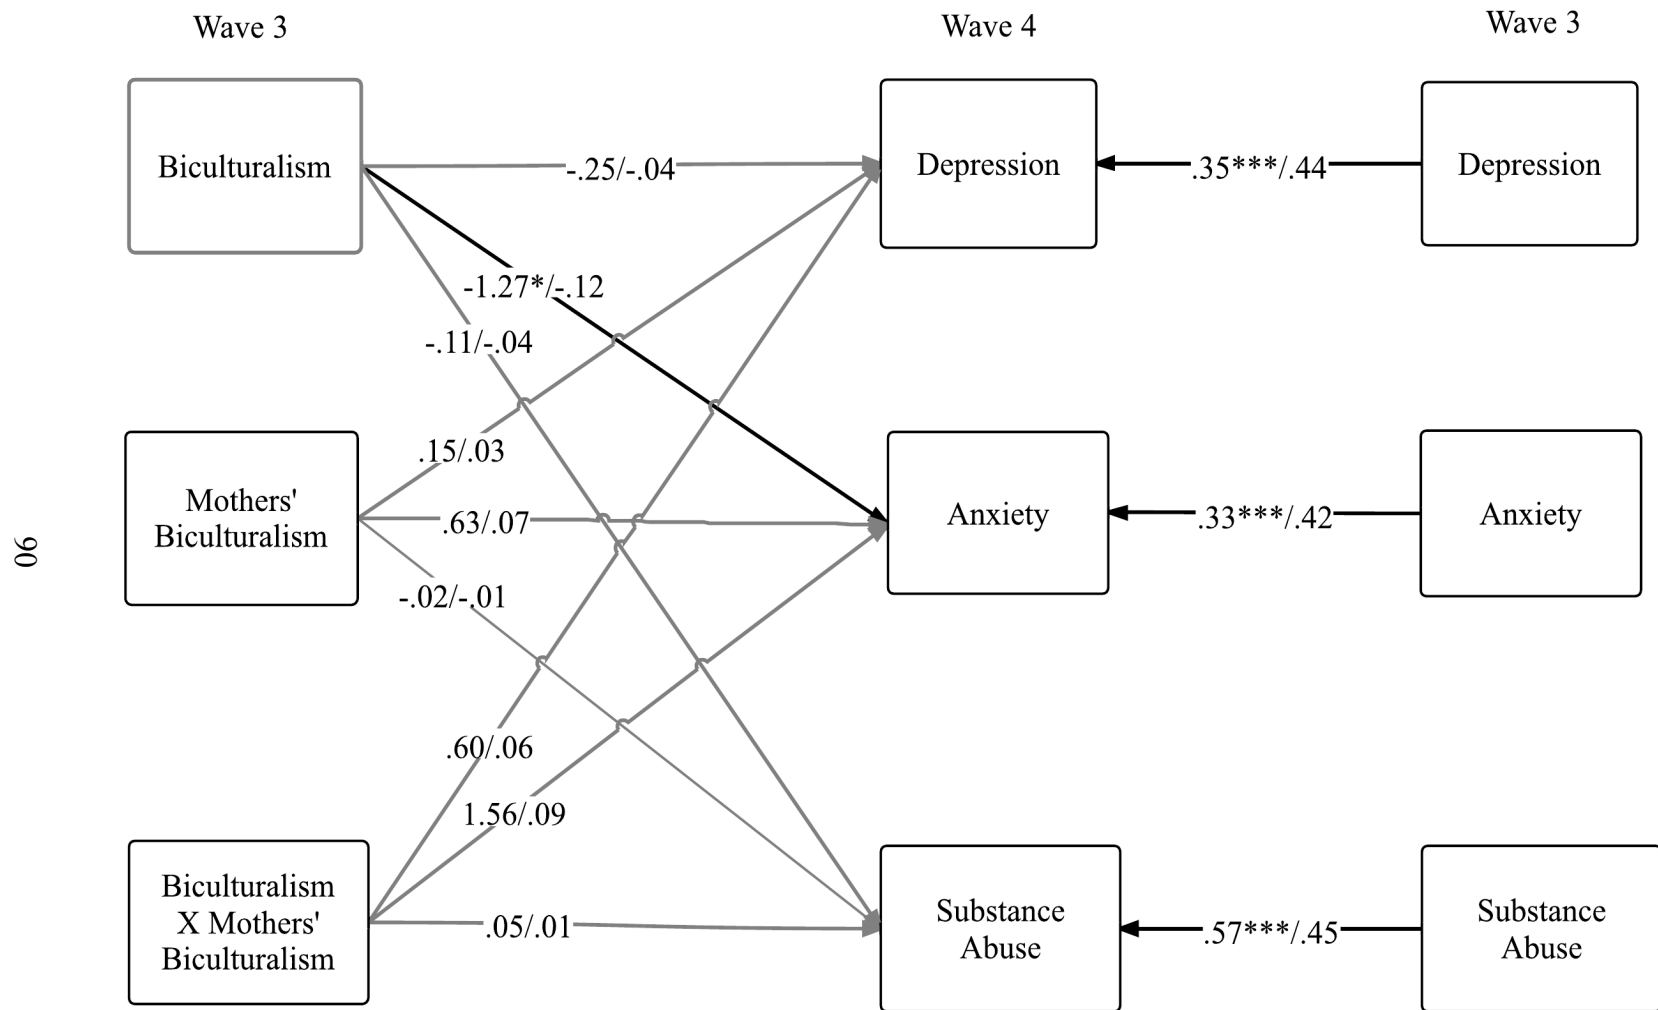 Wave 3
Wave 4
Wave 3
Biculturalism
-.25/-.04
Depression
.35***/.44
Depression
-1.27*/-.12
-.11/-.04
.15/.03
Mothers'
Biculturalism
.63/.07
Anxiety
.33***/.42
Anxiety
-.02/-.01
90
.60/.06
1.56/.09
Biculturalism
X Mothers'
Biculturalism
.05/.01
Substance
Abuse
.57***/.45
Substance
Abuse